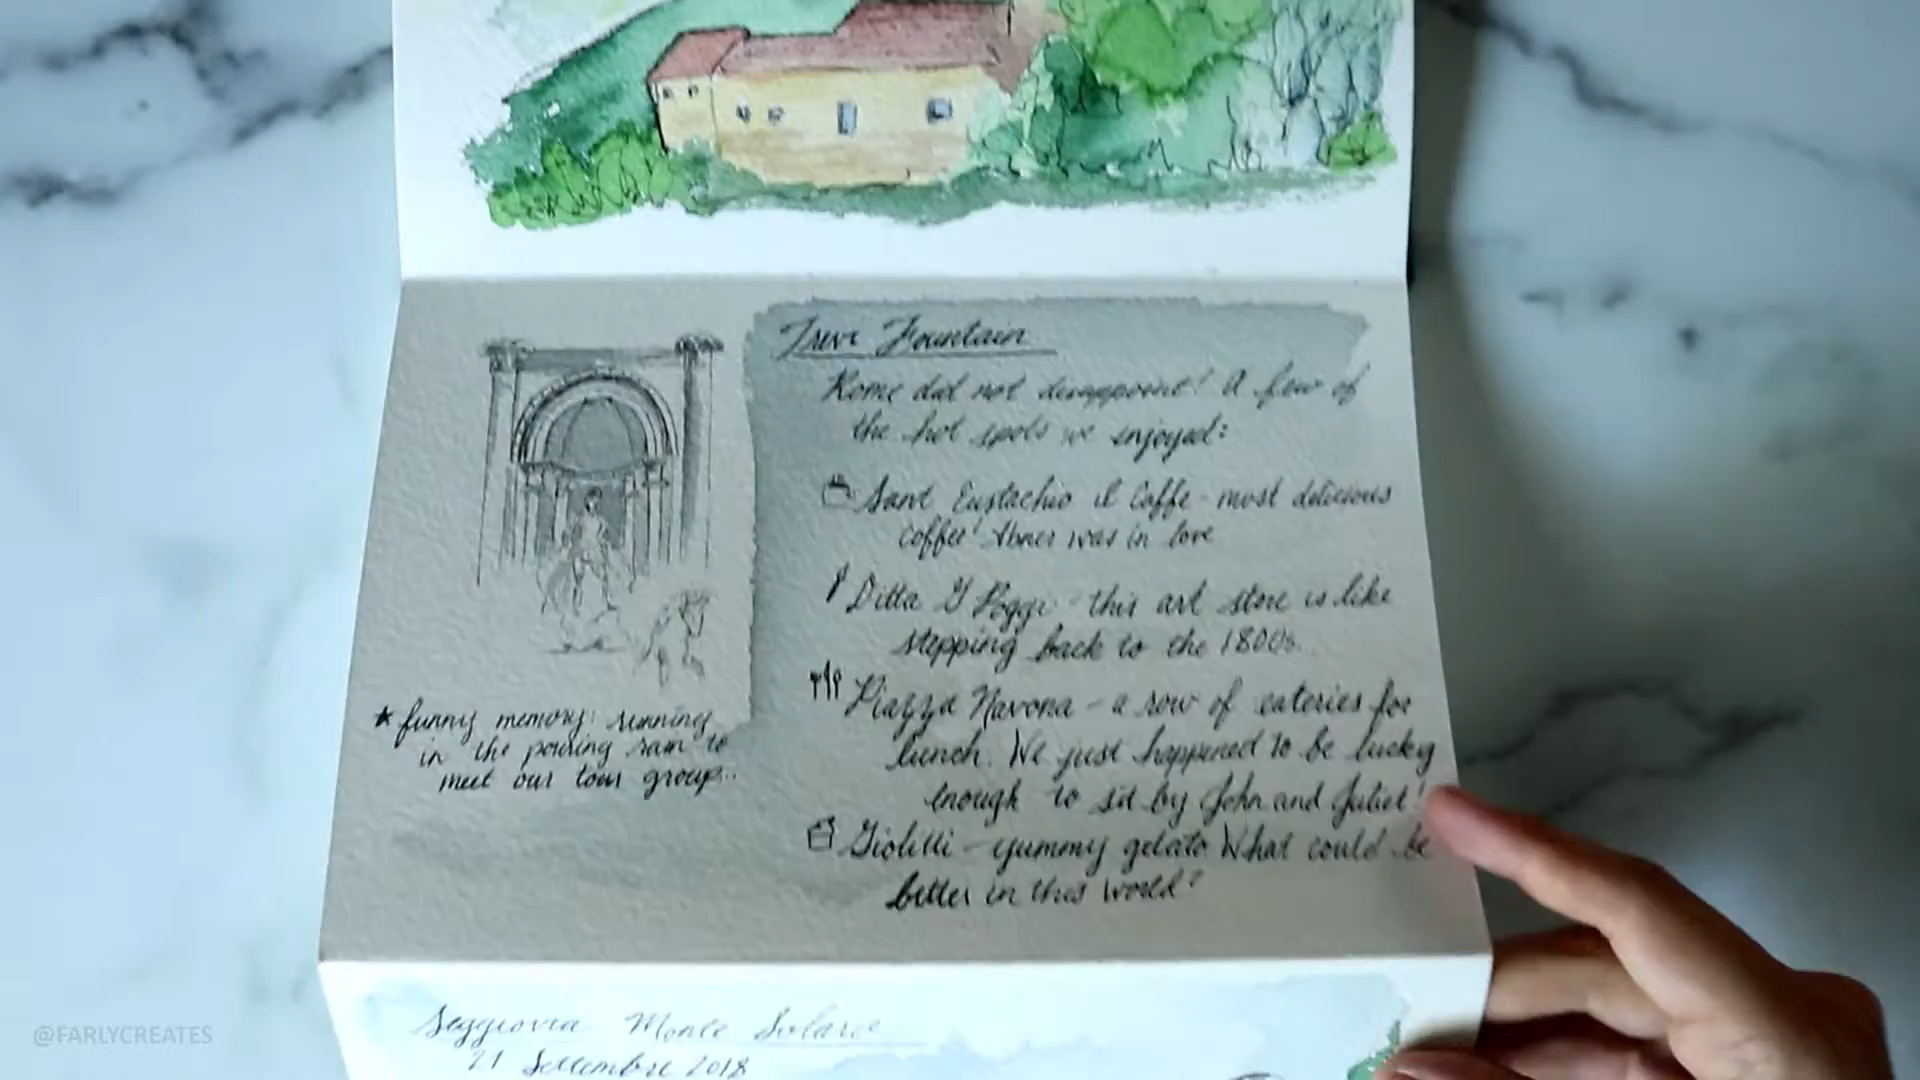 Trevi Fountain
Rome did not disappoint! A few of
the hot spots we enjoyed:
Sant Eustachio il Caffe - most delicious
coffee! Abner was in love
Ditta G Poggi - this art store is like
stepping back to the 1800s.
Piazza Navona - a row of eateries for
lunch. We just happened to be lucky
enough to sit by John and Juliet!
Giolitti - yummy gelato What could be
better in this world?
★ funny memory: running
in the pouring rain to
meet our tour group...
Seggiovia Monte Solaro
21 Settembre 2018
@FARLYCREATES